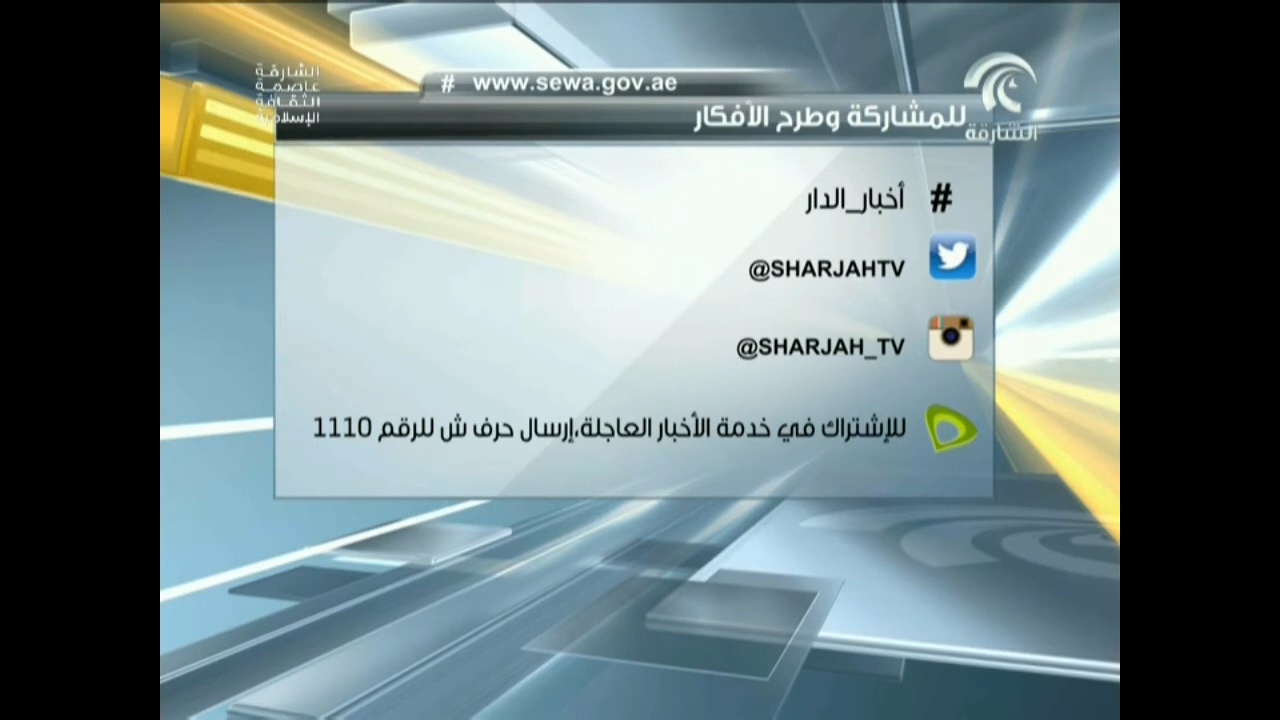 الشارقة
عاصمة
الثقافة
الإسلامية
# www.sewa.gov.ae
الشارقة
للمشاركة وطرح الأفكار
# أخبار_الدار
@SHARJAHTV
@SHARJAH_TV
للإشتراك في خدمة الأخبار العاجلة،إرسال حرف ش للرقم 1110